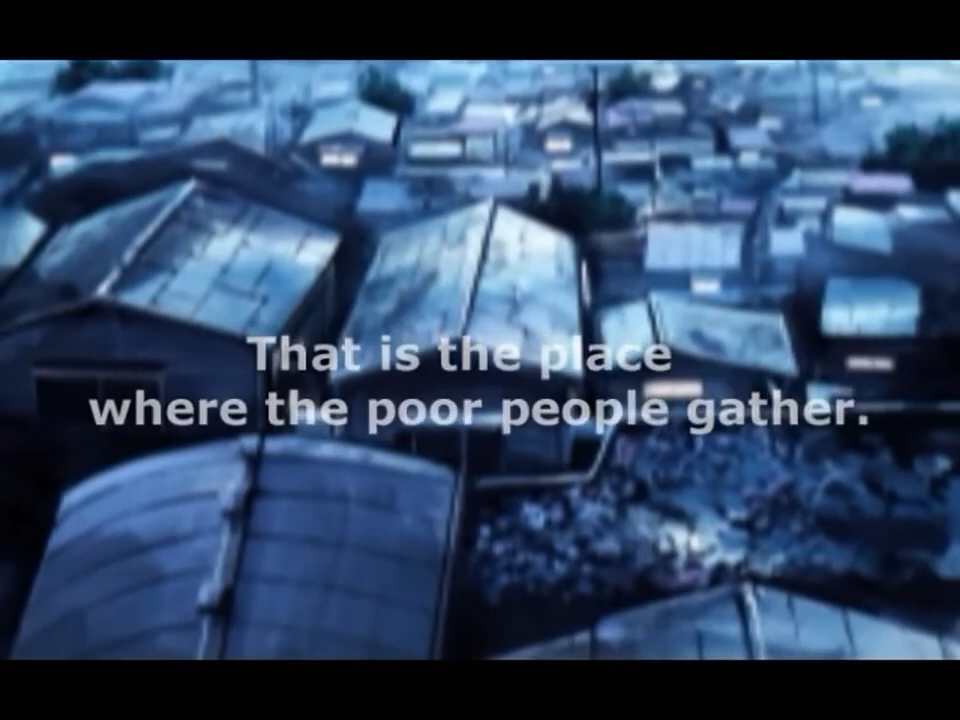 That is the place
where the poor people gather.